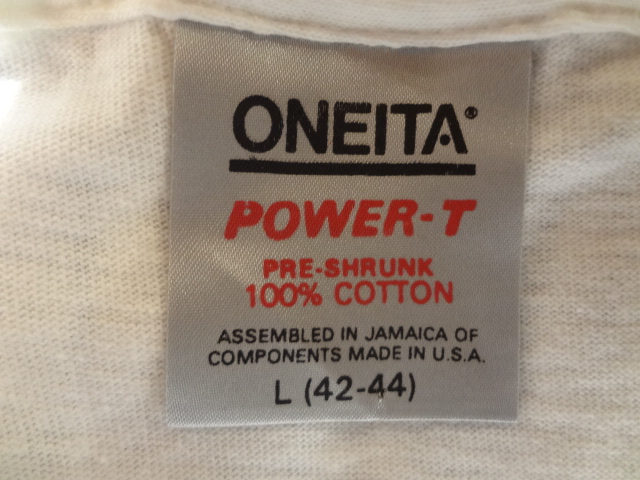 ONEITA®
POWER-T
PRE-SHRUNK
100% COTTON
ASSEMBLED IN JAMAICA OF
COMPONENTS MADE IN U.S.A.
L (42-44)